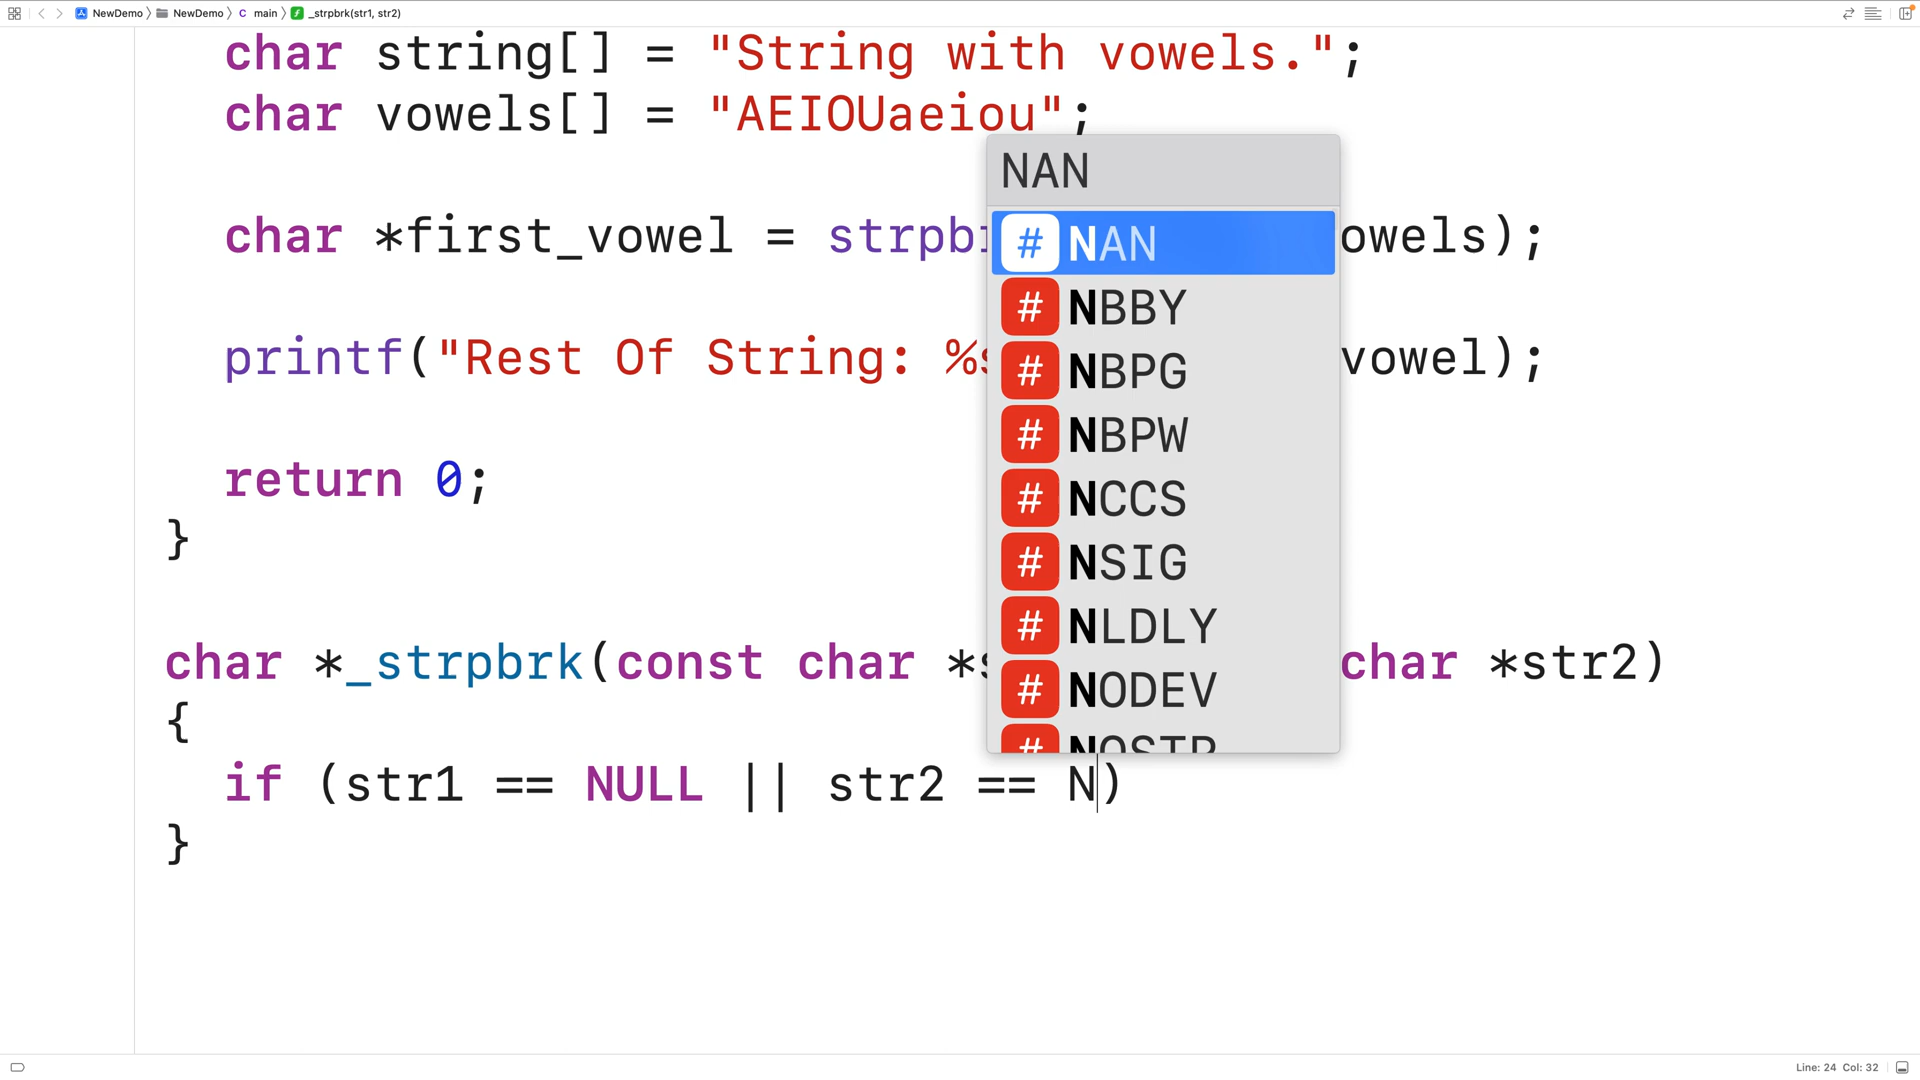 NewDemo NewDemo C main f _strpbrk(str1, str2)
char string[] = "String with vowels.";
char vowels[] = "AEIOUaeiou";
NAN
char *first_vowel = strpb owels);
# NAN
# NBBY
printf("Rest Of String: % vowel);
# NBPG
# NBPW
return 0;
# NCCS
}
# NSIG
# NLDLY
char *_strpbrk(const char * char *str2)
# NODEV
{
# NOSTR
if (str1 == NULL || str2 == N)
}
Line: 24 Col: 32